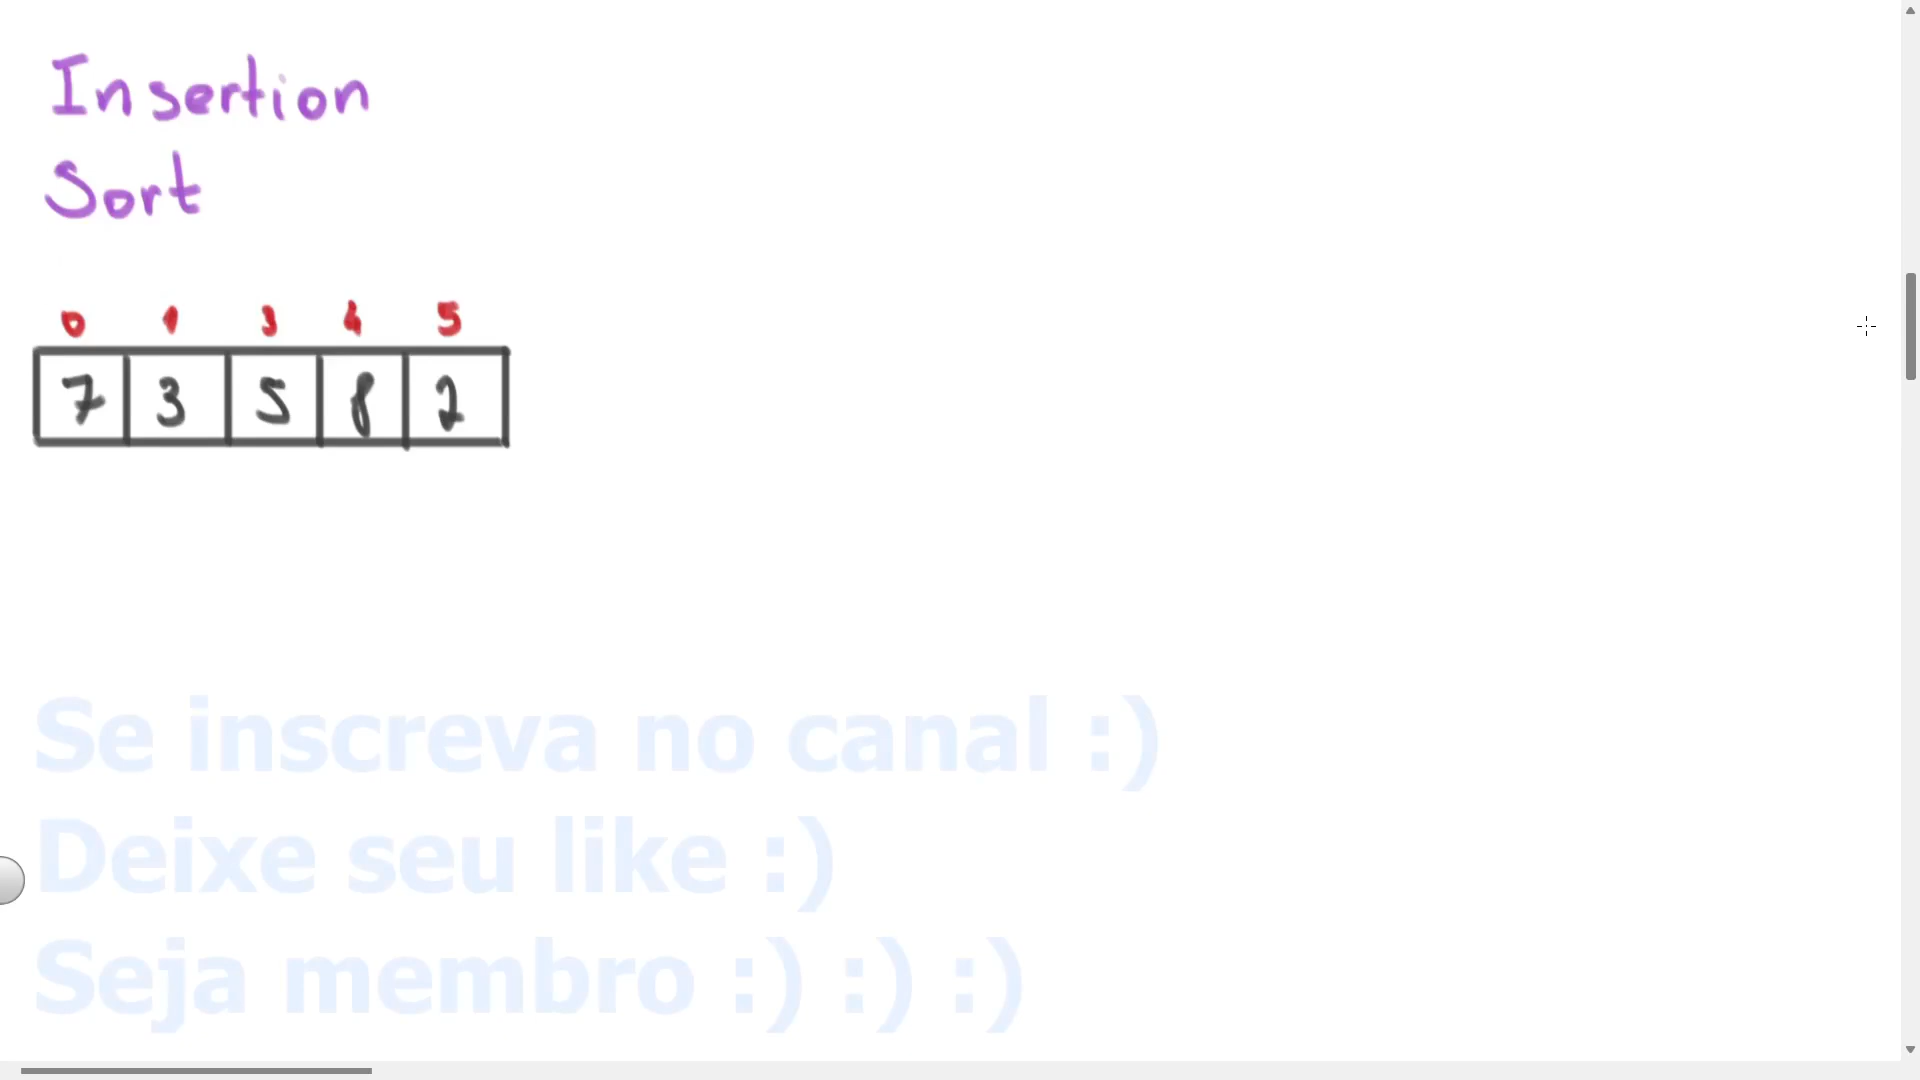 Insertion
Sort
0 1 3 4 5
7 3 5 8 2
Se inscreva no canal :)
Deixe seu like :)
Seja membro :) :) :)